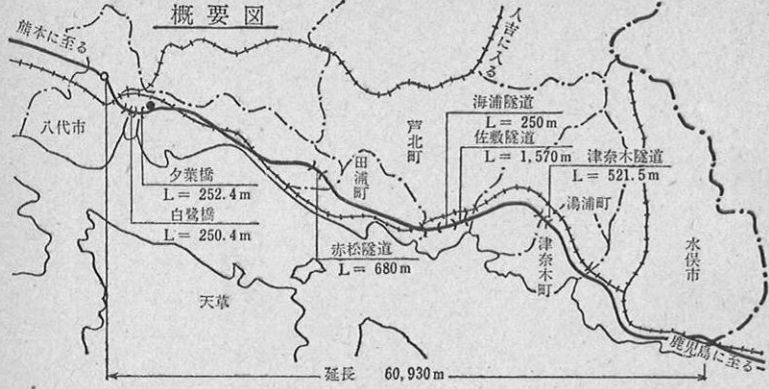 概要図
熊本に至る
人吉に入る
八代市
夕葉橋
L= 252.4m
白鷺橋
L= 250.4m
田浦町
芦北町
海浦隧道
L= 250m
佐敷隧道
L= 1,570m
津奈木隧道
L= 521.5m
湯浦町
赤松隧道
L= 680m
津奈木町
水俣市
天草
鹿児島に至る
延長 60,930m